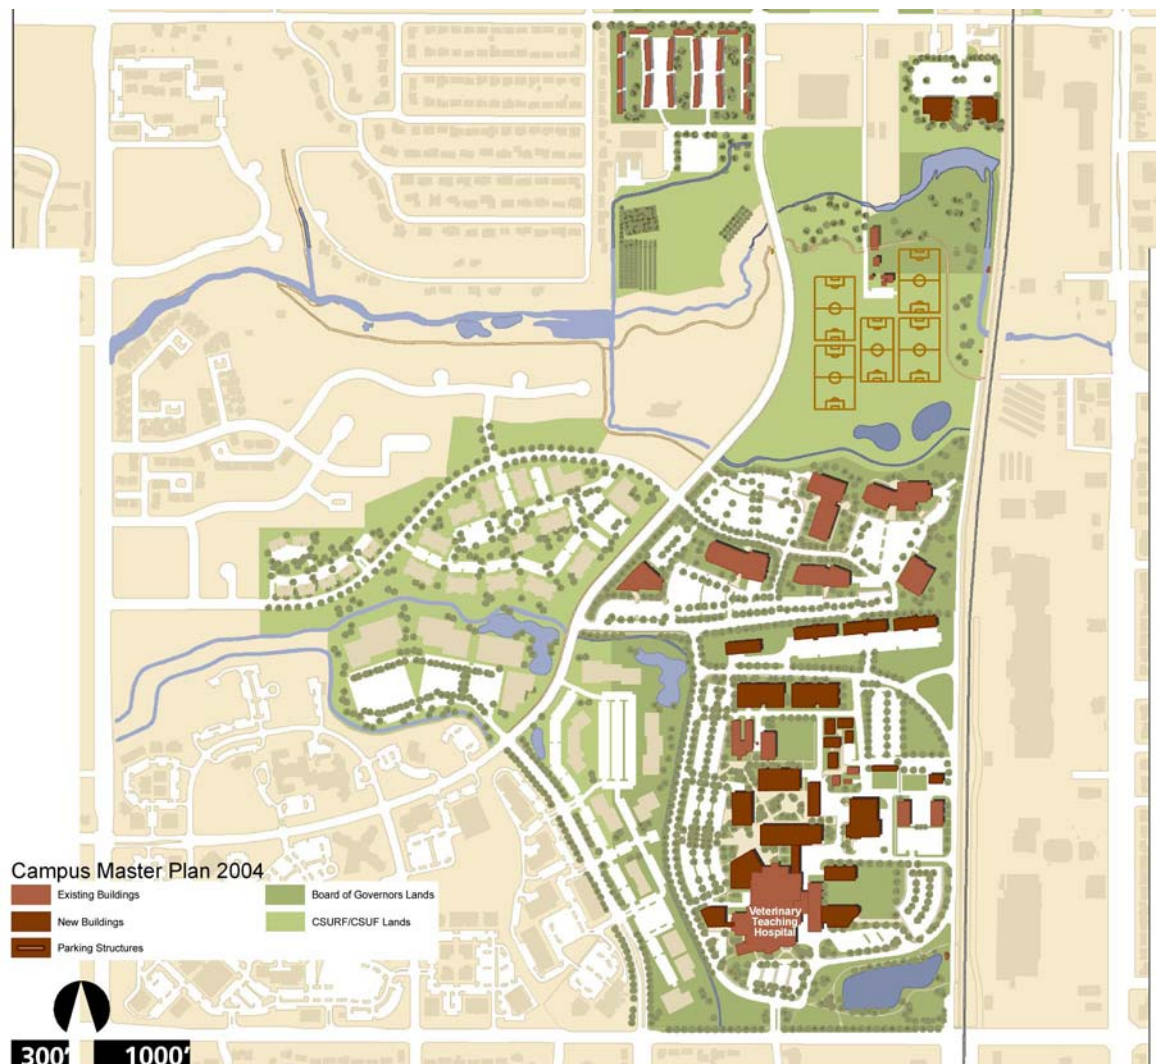 Veterinary
Teaching
Hospital
Campus Master Plan 2004
Existing Buildings
Board of Governors Lands
New Buildings
CSURF/CSUF Lands
Parking Structures
300' 1000'